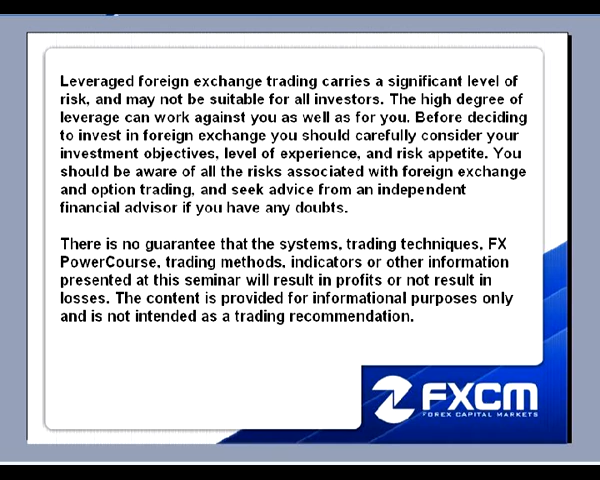 Leveraged foreign exchange trading carries a significant level of
risk, and may not be suitable for all investors. The high degree of
leverage can work against you as well as for you. Before deciding
to invest in foreign exchange you should carefully consider your
investment objectives, level of experience, and risk appetite. You
should be aware of all the risks associated with foreign exchange
and option trading, and seek advice from an independent
financial advisor if you have any doubts.
There is no guarantee that the systems, trading techniques, FX
PowerCourse, trading methods, indicators or other information
presented at this seminar will result in profits or not result in
losses. The content is provided for informational purposes only
and is not intended as a trading recommendation.
FXCM
FOREX CAPITAL MARKETS